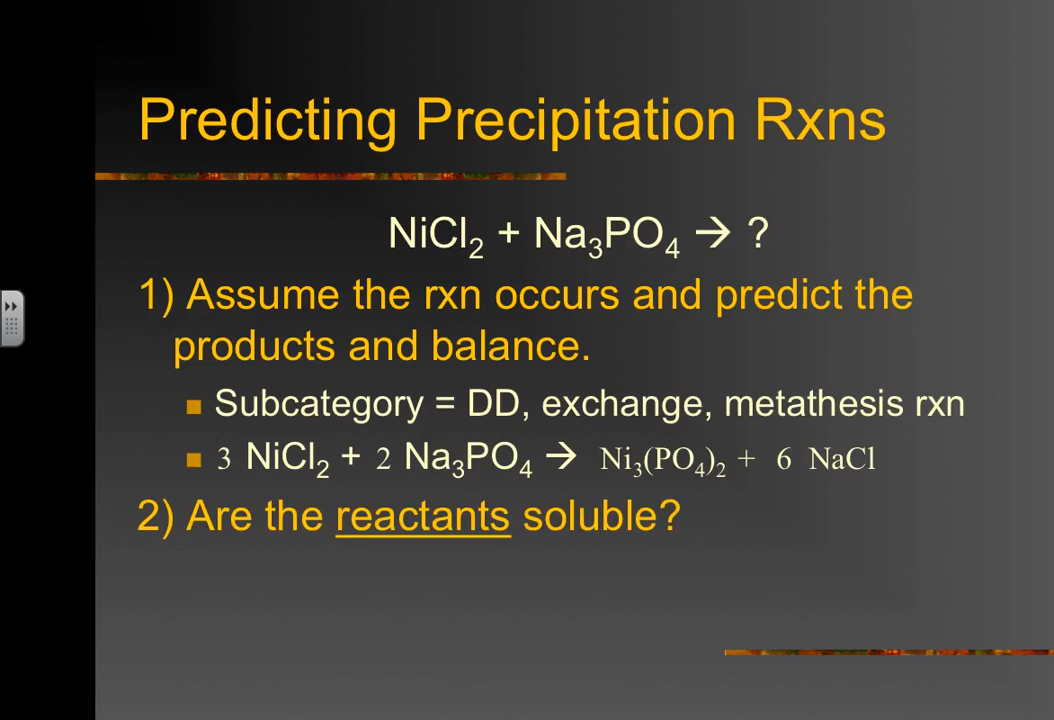 Predicting Precipitation Rxns
NiCl₂ + Na₃PO₄ → ?
1) Assume the rxn occurs and predict the
products and balance.
■ Subcategory = DD, exchange, metathesis rxn
■ 3 NiCl₂ + 2 Na₃PO₄ → Ni₃(PO₄)₂ + 6 NaCl
2) Are the reactants soluble?